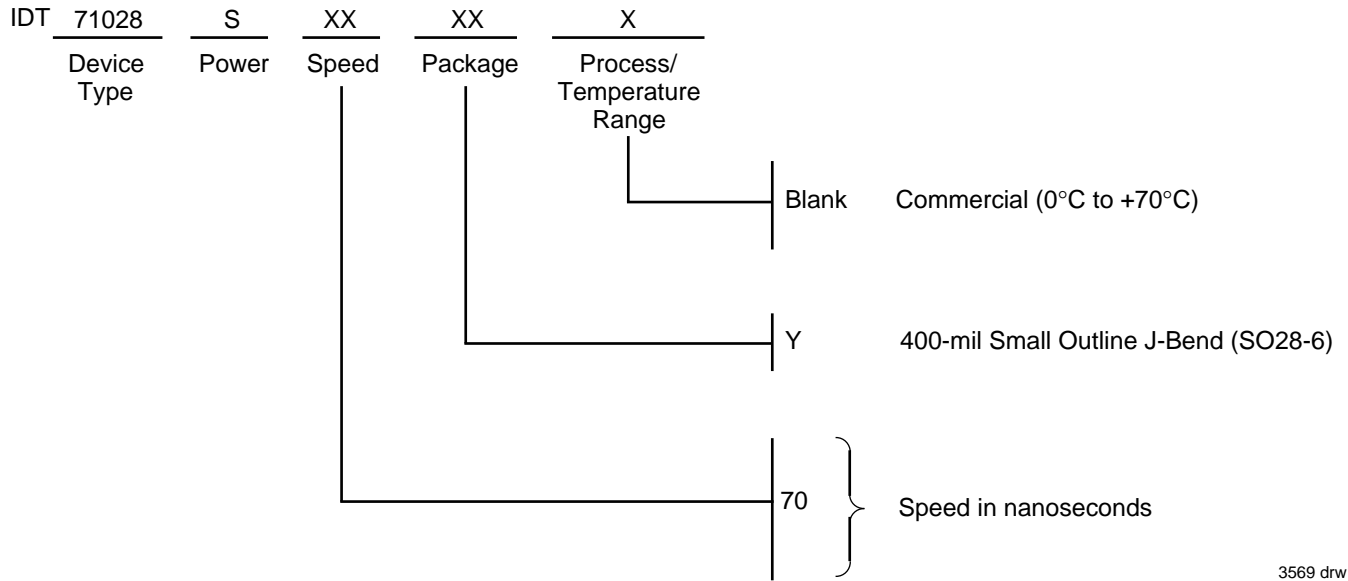 IDT 71028 S XX XX X
Device Type
Power
Speed
Package
Process/
Temperature
Range
Blank Commercial (0°C to +70°C)
Y 400-mil Small Outline J-Bend (SO28-6)
70 Speed in nanoseconds
3569 drw